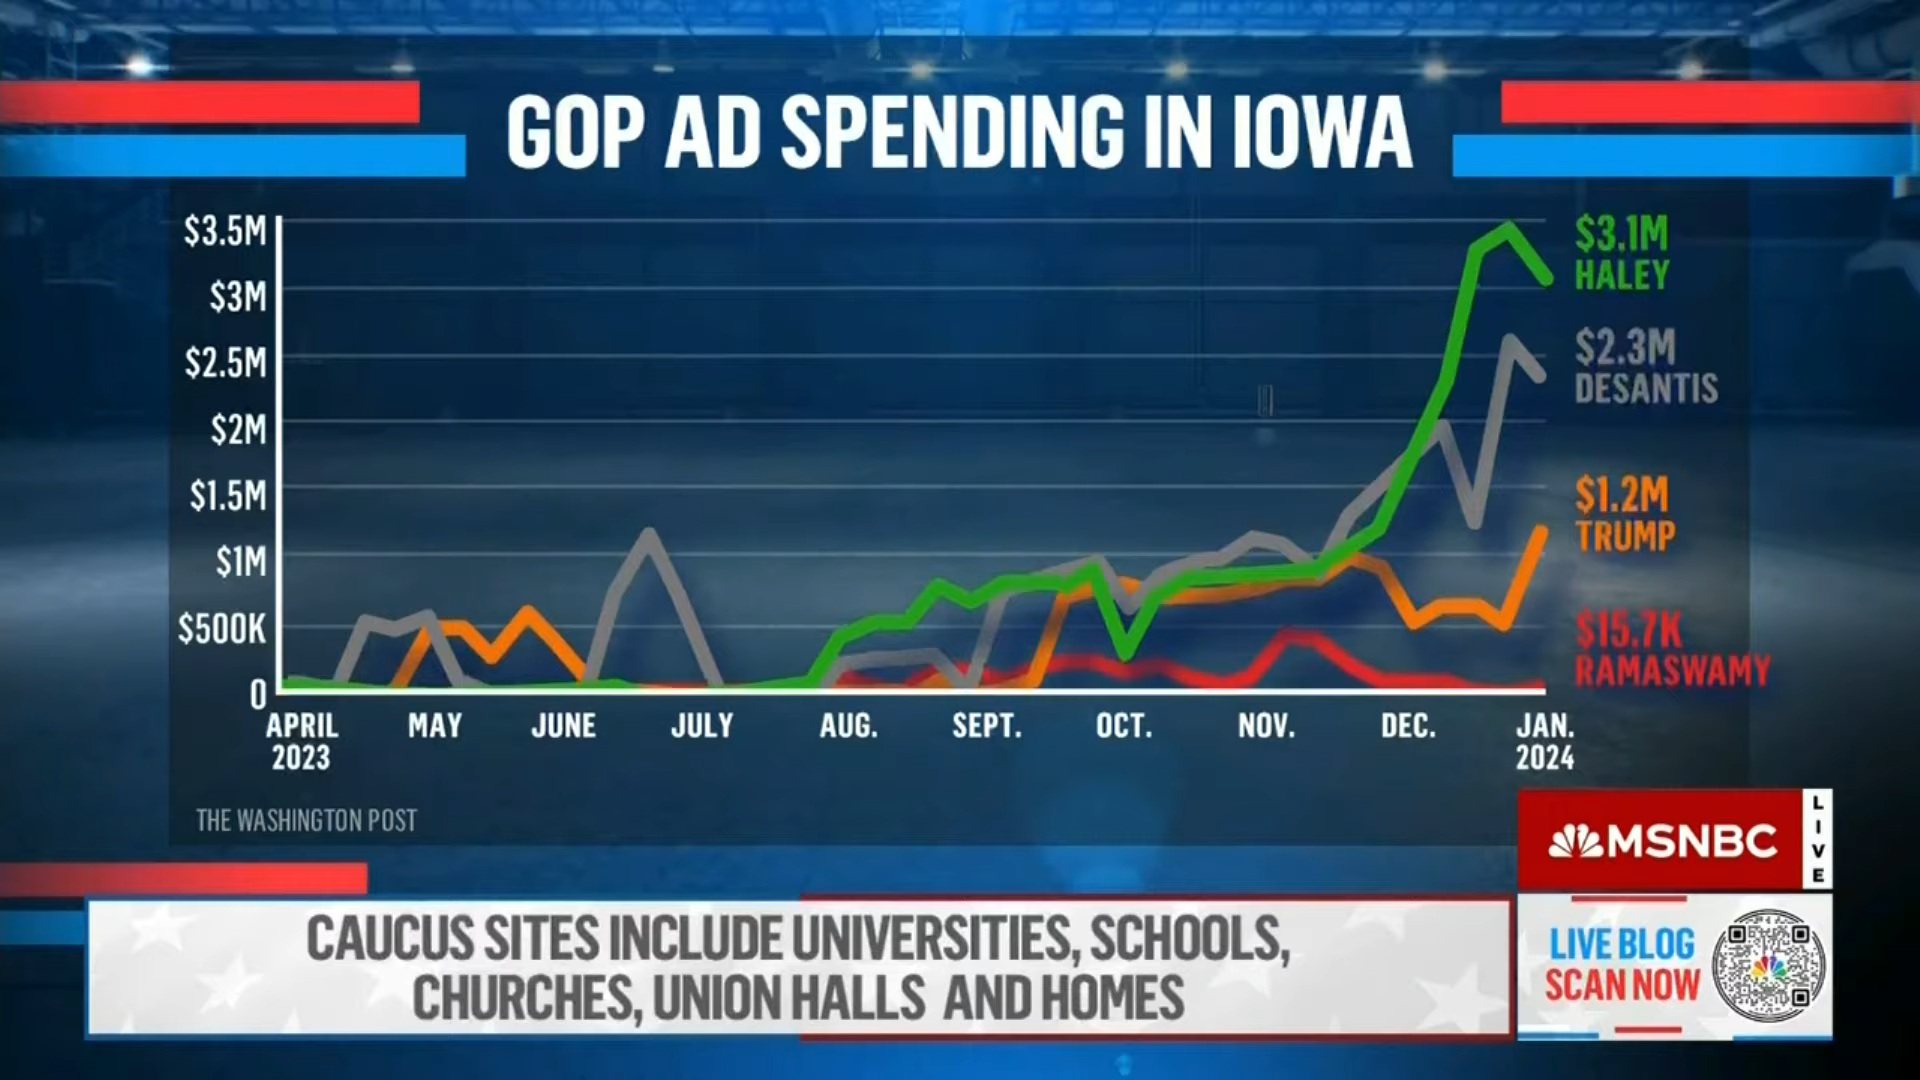 GOP AD SPENDING IN IOWA
$3.5M
$3M
$2.5M
$2M
$1.5M
$1M
$500K
0
APRIL
2023
MAY
JUNE
JULY
AUG.
SEPT.
OCT.
NOV.
DEC.
JAN.
2024
$3.1M
HALEY
$2.3M
DESANTIS
$1.2M
TRUMP
$15.7K
RAMASWAMY
THE WASHINGTON POST
MSNBC
LIVE
CAUCUS SITES INCLUDE UNIVERSITIES, SCHOOLS,
CHURCHES, UNION HALLS AND HOMES
LIVE BLOG
SCAN NOW